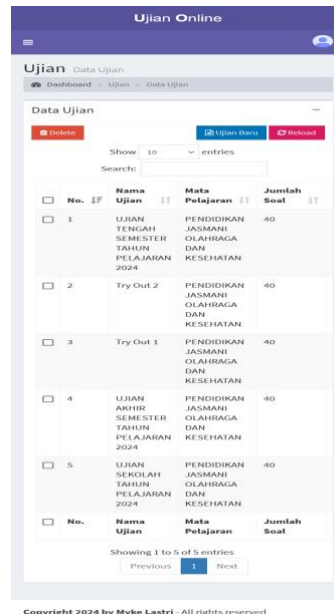 Ujian Online
Ujian Data Ujian
Dashboard Ujian Data Ujian
Data Ujian
Delete Ujian Baru Reload
Show 10 entries
Search:
No. Nama Ujian Mata Pelajaran Jumlah Soal
1 UJIAN TENGAH SEMESTER TAHUN PELAJARAN 2024 PENDIDIKAN JASMANI OLAHRAGA DAN KESEHATAN 40
2 Try Out 2 PENDIDIKAN JASMANI OLAHRAGA DAN KESEHATAN 40
3 Try Out 1 PENDIDIKAN JASMANI OLAHRAGA DAN KESEHATAN 40
4 UJIAN AKHIR SEMESTER TAHUN PELAJARAN 2024 PENDIDIKAN JASMANI OLAHRAGA DAN KESEHATAN 40
5 UJIAN SEKOLAH TAHUN PELAJARAN 2024 PENDIDIKAN JASMANI OLAHRAGA DAN KESEHATAN 40
No. Nama Ujian Mata Pelajaran Jumlah Soal
Showing 1 to 5 of 5 entries
Previous 1 Next
Copyright 2024 by Myke Lastri - All rights reserved